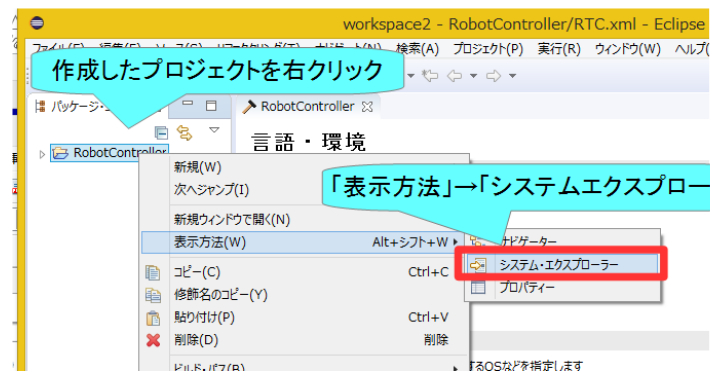 workspace2 - RobotController/RTC.xml - Eclipse
検索(A) プロジェクト(P) 実行(R) ウィンドウ(W) ヘルプ(
作成したプロジェクトを右クリック
RobotController
RobotController
言語・環境
新規(W)
次へジャンプ(I)
「表示方法」→「システムエクスプロー
新規ウィンドウで開く(N)
表示方法(W) Alt+シフト+W
ナビゲーター
システム・エクスプローラー
プロパティー
コピー(C) Ctrl+C
修飾名のコピー(Y)
貼り付け(P) Ctrl+V
削除(D) 削除
ビルド・パス(B)
するOSなどを指定します